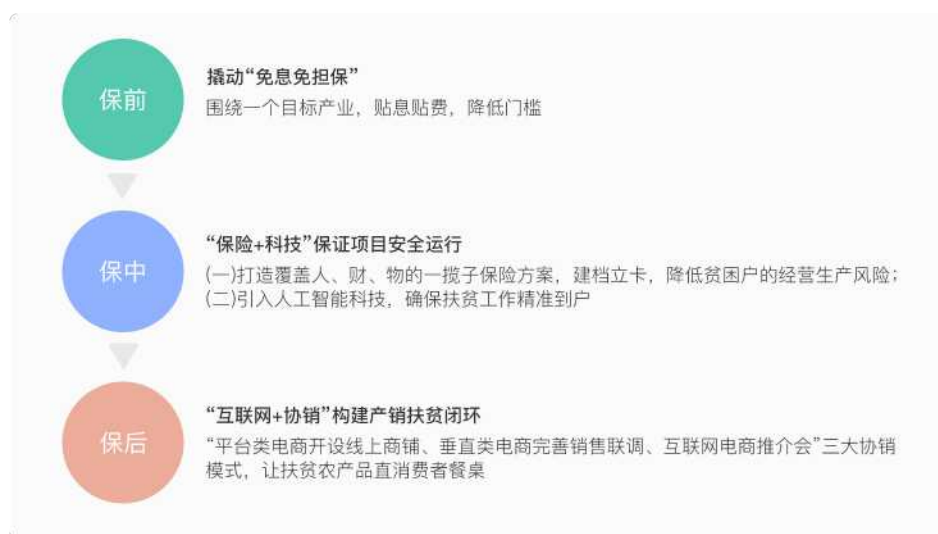 保前
撬动“免息免担保”
围绕一个目标产业，贴息贴费，降低门槛
保中
“保险+科技”保证项目安全运行
(一)打造覆盖人、财、物的一揽子保险方案，建档立卡，降低贫困户的经营生产风险；
(二)引入人工智能科技，确保扶贫工作精准到户
保后
“互联网+协销”构建产销扶贫闭环
“平台类电商开设线上商铺、垂直类电商完善销售联调、互联网电商推介会”三大协销
模式，让扶贫农产品直消费者餐桌